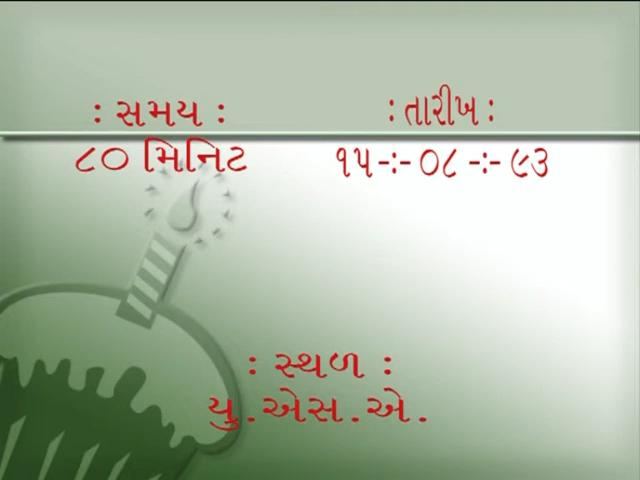 : સમય :
૮૦ મિનિટ
: તારીખ :
૧૫-:-૦૮-:-૯૩
: સ્થળ :
યુ.એસ.એ.